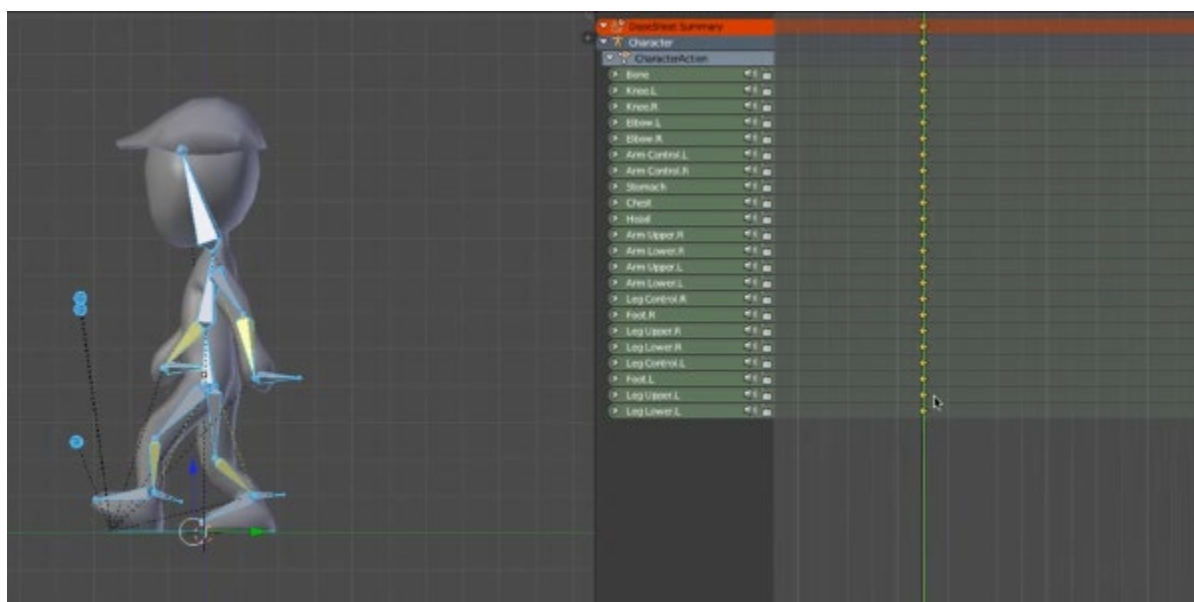 DopeSheet Summary
Character
CharacterAction
Bone
Knee.L
Knee.R
Elbow.L
Elbow.R
Arm Control.L
Arm Control.R
Stomach
Chest
Head
Arm Upper.R
Arm Lower.R
Arm Upper.L
Arm Lower.L
Leg Control.R
Foot.R
Leg Upper.R
Leg Lower.R
Leg Control.L
Foot.L
Leg Upper.L
Leg Lower.L